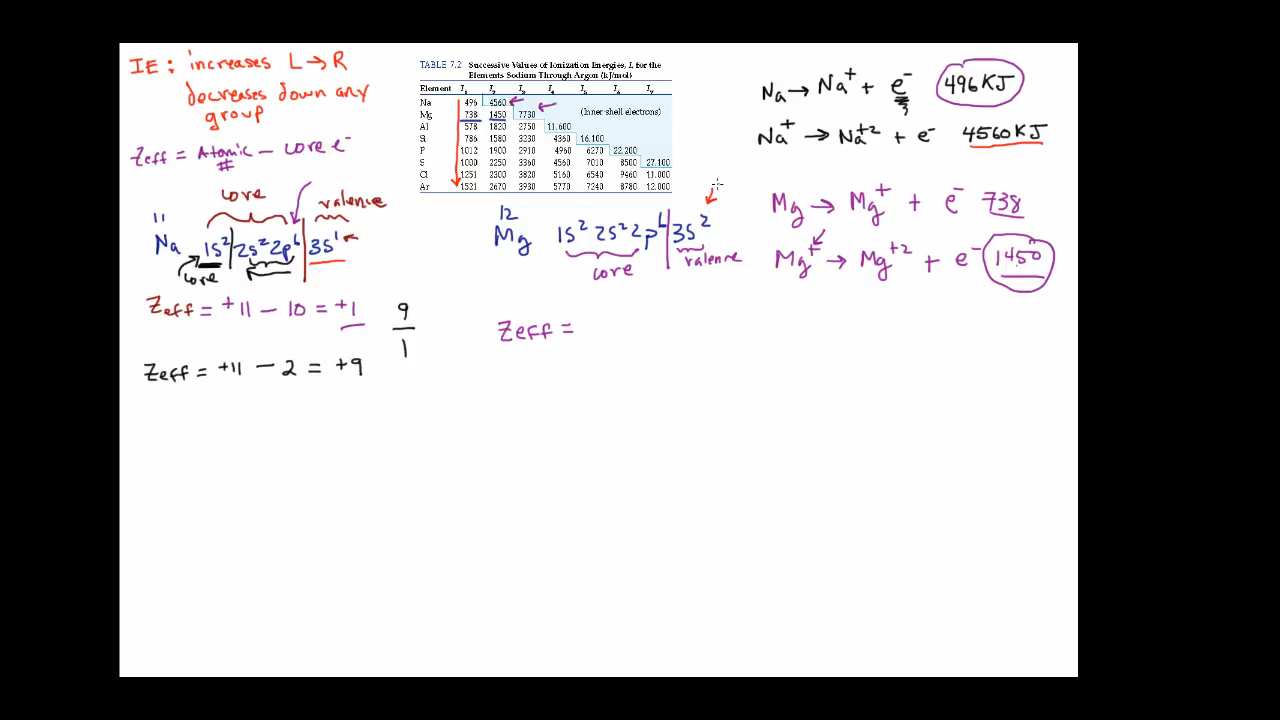 IE: increases L→R
decreases down any
group
Zeff = Atomic # − core e⁻
TABLE 7.2 Successive Values of Ionization Energies, I, for the
Elements Sodium Through Argon (kJ/mol)
Element I₁ I₂ I₃ I₄ I₅ I₆ I₇
Na 496 4560
Mg 738 1450 7730 (Inner-shell electrons)
Al 578 1820 2750 11,600
Si 786 1580 3230 4360 16,100
P 1012 1900 2910 4960 6270 22,200
S 1000 2250 3360 4560 7010 8500 27,100
Cl 1251 2300 3820 5160 6540 9460 11,000
Ar 1521 2670 3930 5770 7240 8780 12,000
Na → Na⁺ + e⁻ 496 KJ
Na⁺ → Na⁺² + e⁻ 4560 KJ
Mg → Mg⁺ + e⁻ 738
Mg⁺ → Mg⁺² + e⁻ 1450
core valence
11
Na 1s² 2s² 2p⁶ 3s¹
core
12
Mg 1s² 2s² 2p⁶ 3s²
core valence
Zeff = +11 − 10 = +1
Zeff = +11 − 2 = +9
9
1
Zeff =